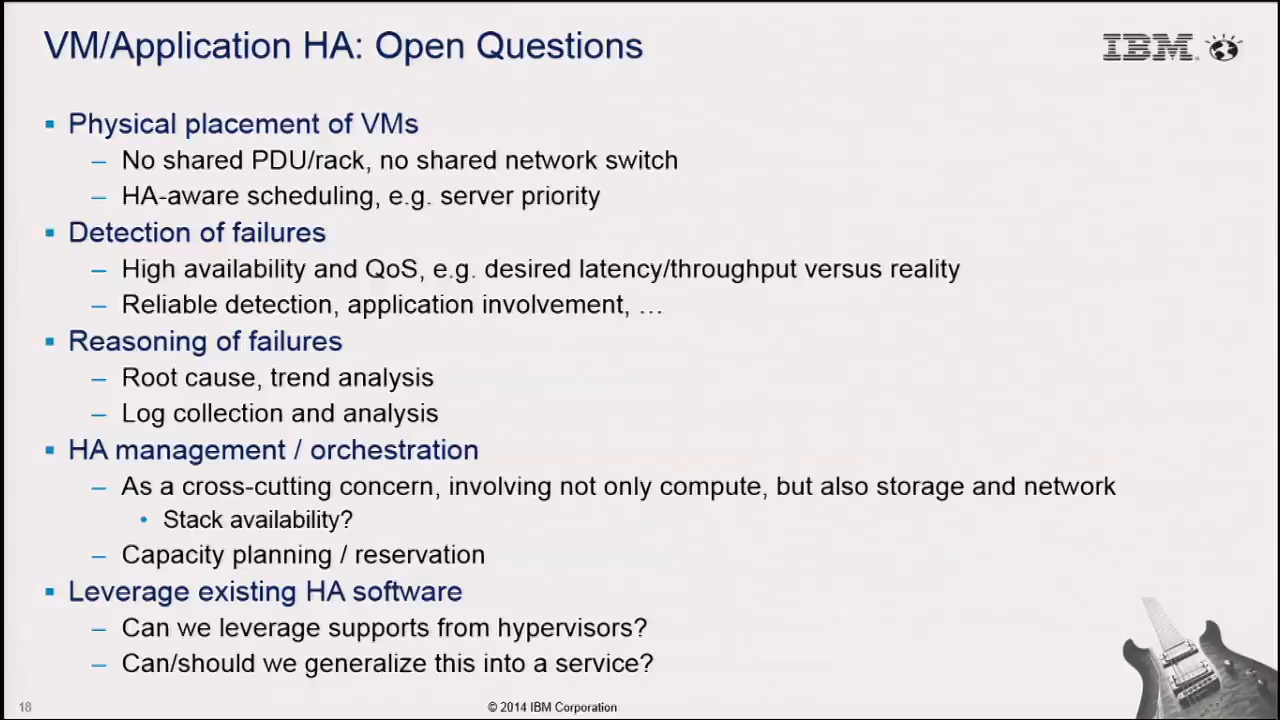 VM/Application HA: Open Questions
IBM
▪ Physical placement of VMs
– No shared PDU/rack, no shared network switch
– HA-aware scheduling, e.g. server priority
▪ Detection of failures
– High availability and QoS, e.g. desired latency/throughput versus reality
– Reliable detection, application involvement, …
▪ Reasoning of failures
– Root cause, trend analysis
– Log collection and analysis
▪ HA management / orchestration
– As a cross-cutting concern, involving not only compute, but also storage and network
• Stack availability?
– Capacity planning / reservation
▪ Leverage existing HA software
– Can we leverage supports from hypervisors?
– Can/should we generalize this into a service?
18
© 2014 IBM Corporation